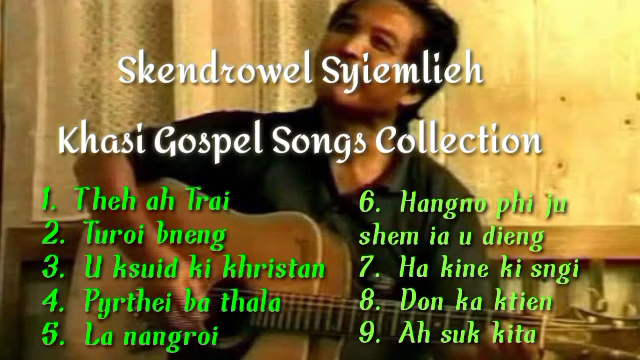 Skendrowel Syiemlieh
Khasi Gospel Songs Collection
1. Theh ah Trai
2. Turoi bneng
3. U ksuid ki khristan
4. Pyrthei ba thala
5. La nangroi
6. Hangno phi ju
shem ia u dieng
7. Ha kine ki sngi
8. Don ka ktien
9. Ah suk kita